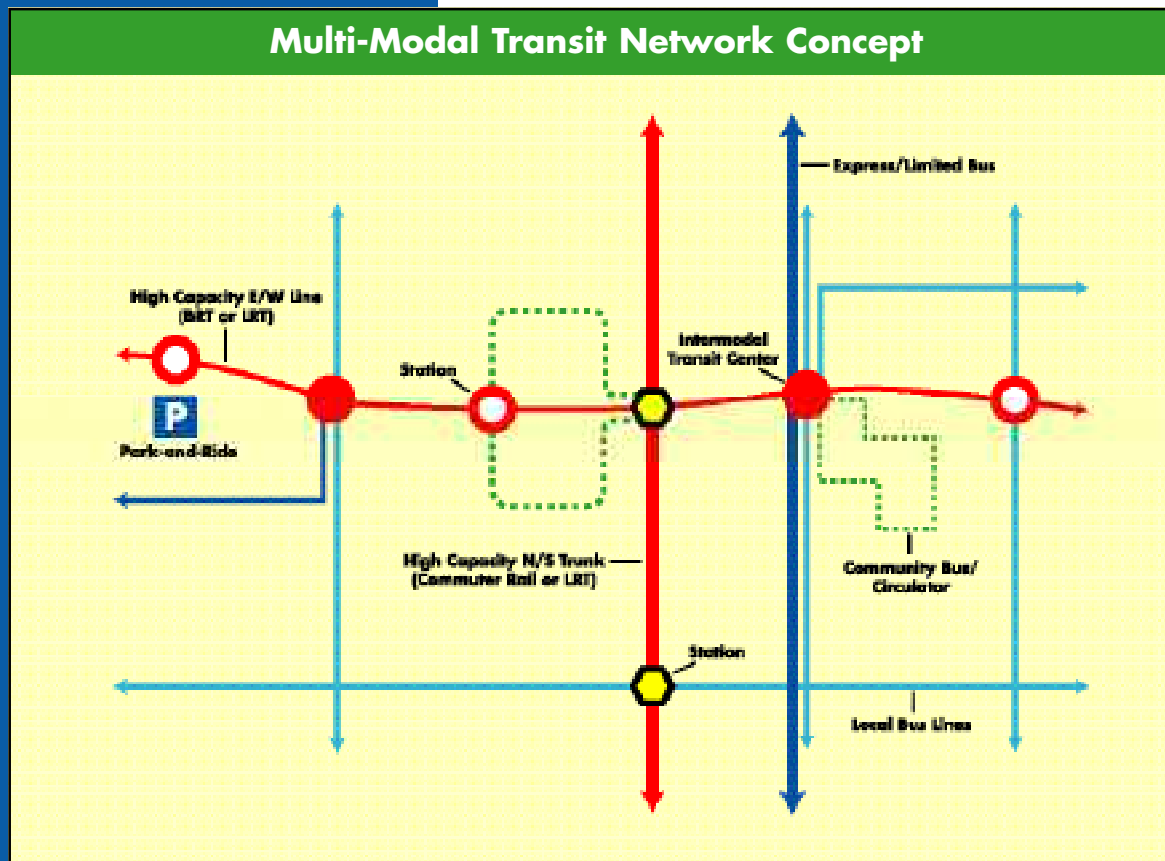 Multi-Modal Transit Network Concept
Express/Limited Bus
High Capacity E/W Line
(BRT or LRT)
Intermodal
Transit Center
Station
P
Park-and-Ride
High Capacity N/S Trunk
(Commuter Rail or LRT)
Community Bus/
Circulator
Station
Local Bus Lines